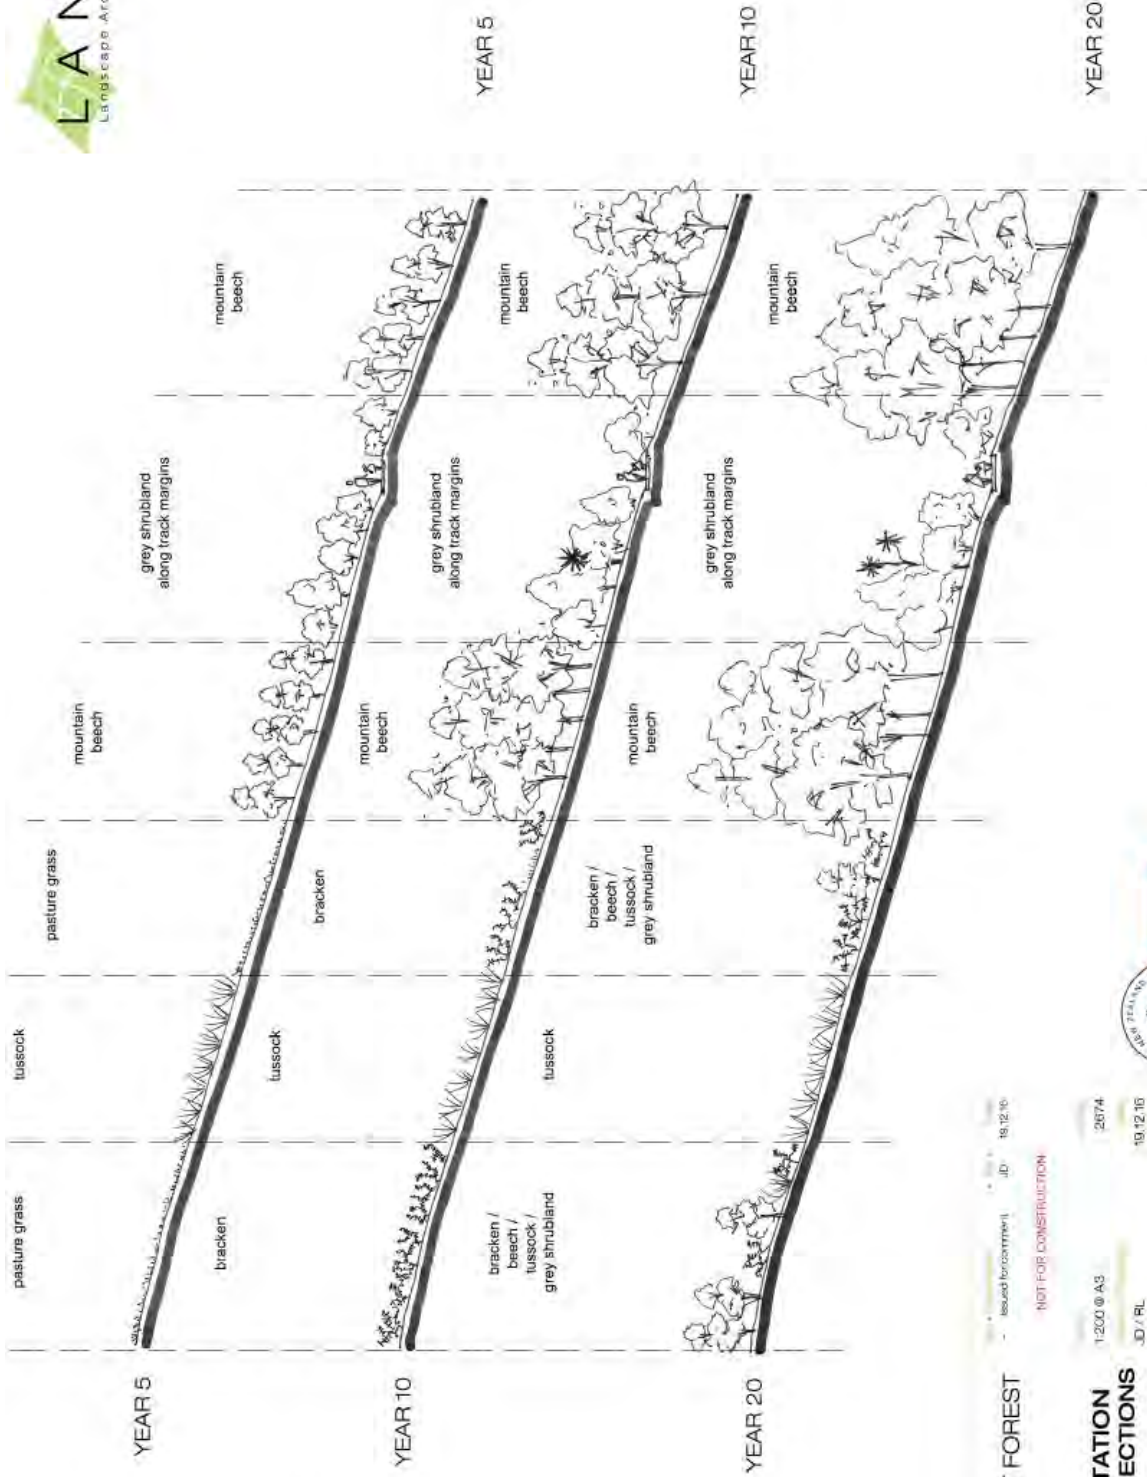 LAN
Landscape Arc
pasture grass
tussock
pasture grass
mountain
beech
grey shrubland
along track margins
mountain
beech
YEAR 5
YEAR 5
bracken
tussock
bracken
mountain
beech
grey shrubland
along track margins
mountain
beech
YEAR 10
YEAR 10
bracken /
beech /
tussock /
grey shrubland
tussock
bracken /
beech /
tussock /
grey shrubland
mountain
beech
grey shrubland
along track margins
mountain
beech
YEAR 20
YEAR 20
FOREST
- Issued for comment JD 19.12.16
NOT FOR CONSTRUCTION
TATION
ECTIONS
1:200 @ A3
2674
JD / RL
19.12.16
NEW ZEALAND